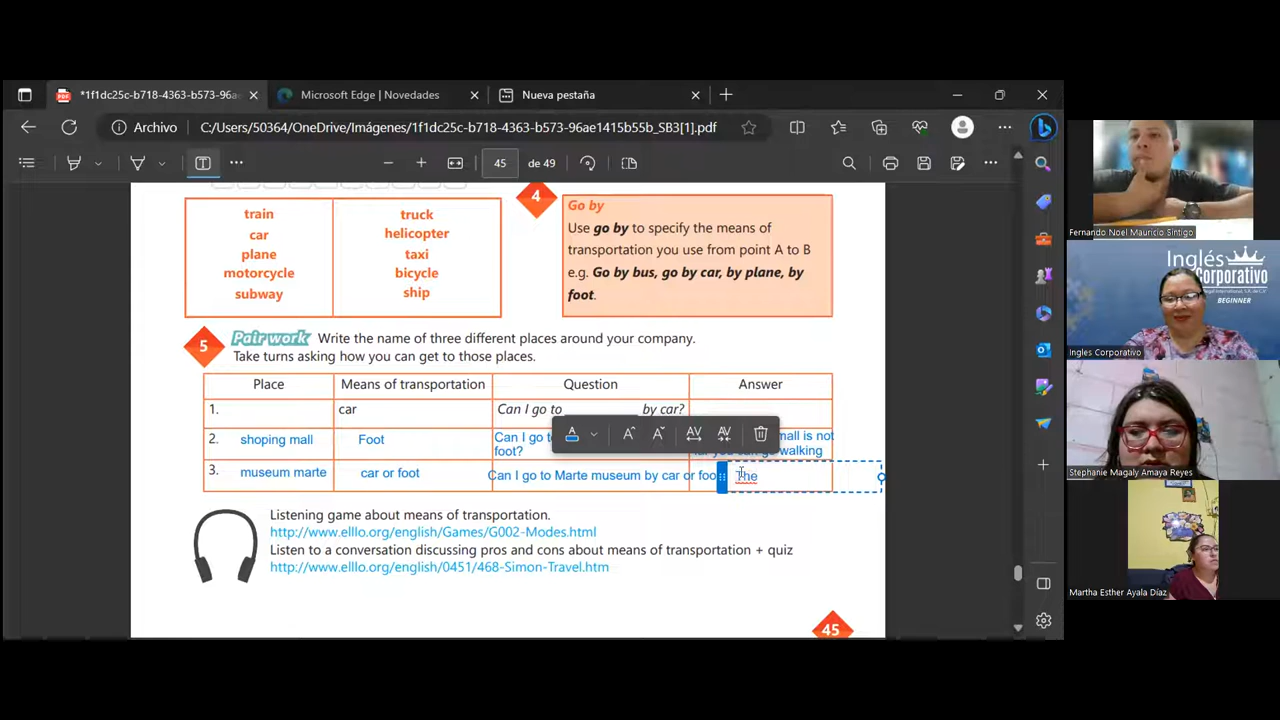 *1f1dc25c-b718-4363-b573-96ae
Microsoft Edge | Novedades
Nueva pestaña
Archivo
C:/Users/50364/OneDrive/Imágenes/1f1dc25c-b718-4363-b573-96ae1415b55b_SB3[1].pdf
45 de 49
train
car
plane
motorcycle
subway
truck
helicopter
taxi
bicycle
ship
4
Go by
Use go by to specify the means of
transportation you use from point A to B
e.g. Go by bus, go by car, by plane, by
foot.
5
Pair work Write the name of three different places around your company.
Take turns asking how you can get to those places.
Place Means of transportation Question Answer
1. car Can I go to ________ by car?
2. shoping mall Foot Can I go to
foot?
mall is not
walking
3. museum marte car or foot Can I go to Marte museum by car or foo The
Listening game about means of transportation.
http://www.elllo.org/english/Games/G002-Modes.html
Listen to a conversation discussing pros and cons about means of transportation + quiz
http://www.elllo.org/english/0451/468-Simon-Travel.htm
45
Fernando Noel Mauricio Sintigo
Inglés
Corporativo
BEGINNER
Ingles Corporativo
Stephanie Magaly Amaya Reyes
Martha Esther Ayala Díaz